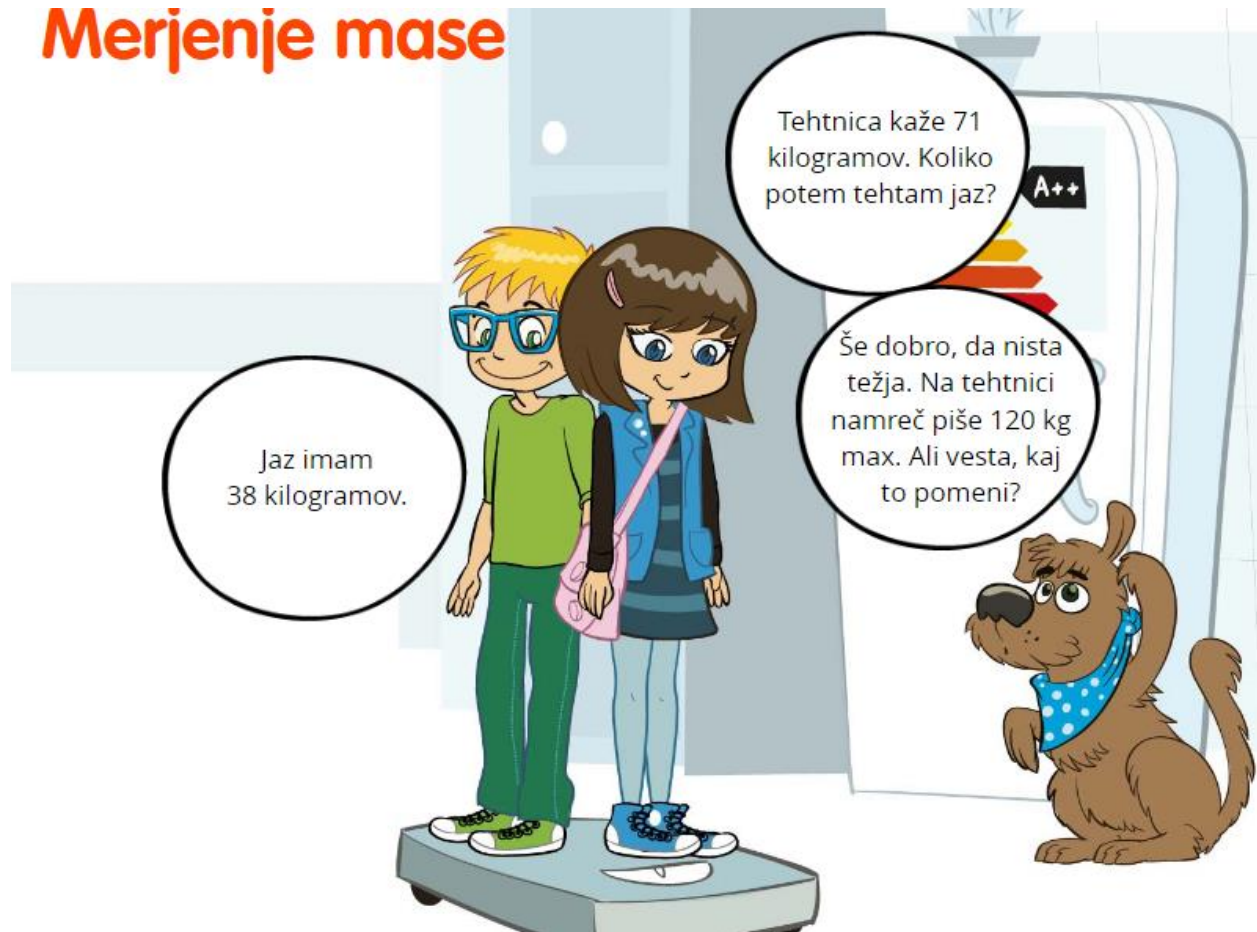 Merjenje mase
Tehtnica kaže 71
kilogramov. Koliko
potem tehtam jaz?
A++
Še dobro, da nista
težja. Na tehtnici
namreč piše 120 kg
max. Ali vesta, kaj
to pomeni?
Jaz imam
38 kilogramov.